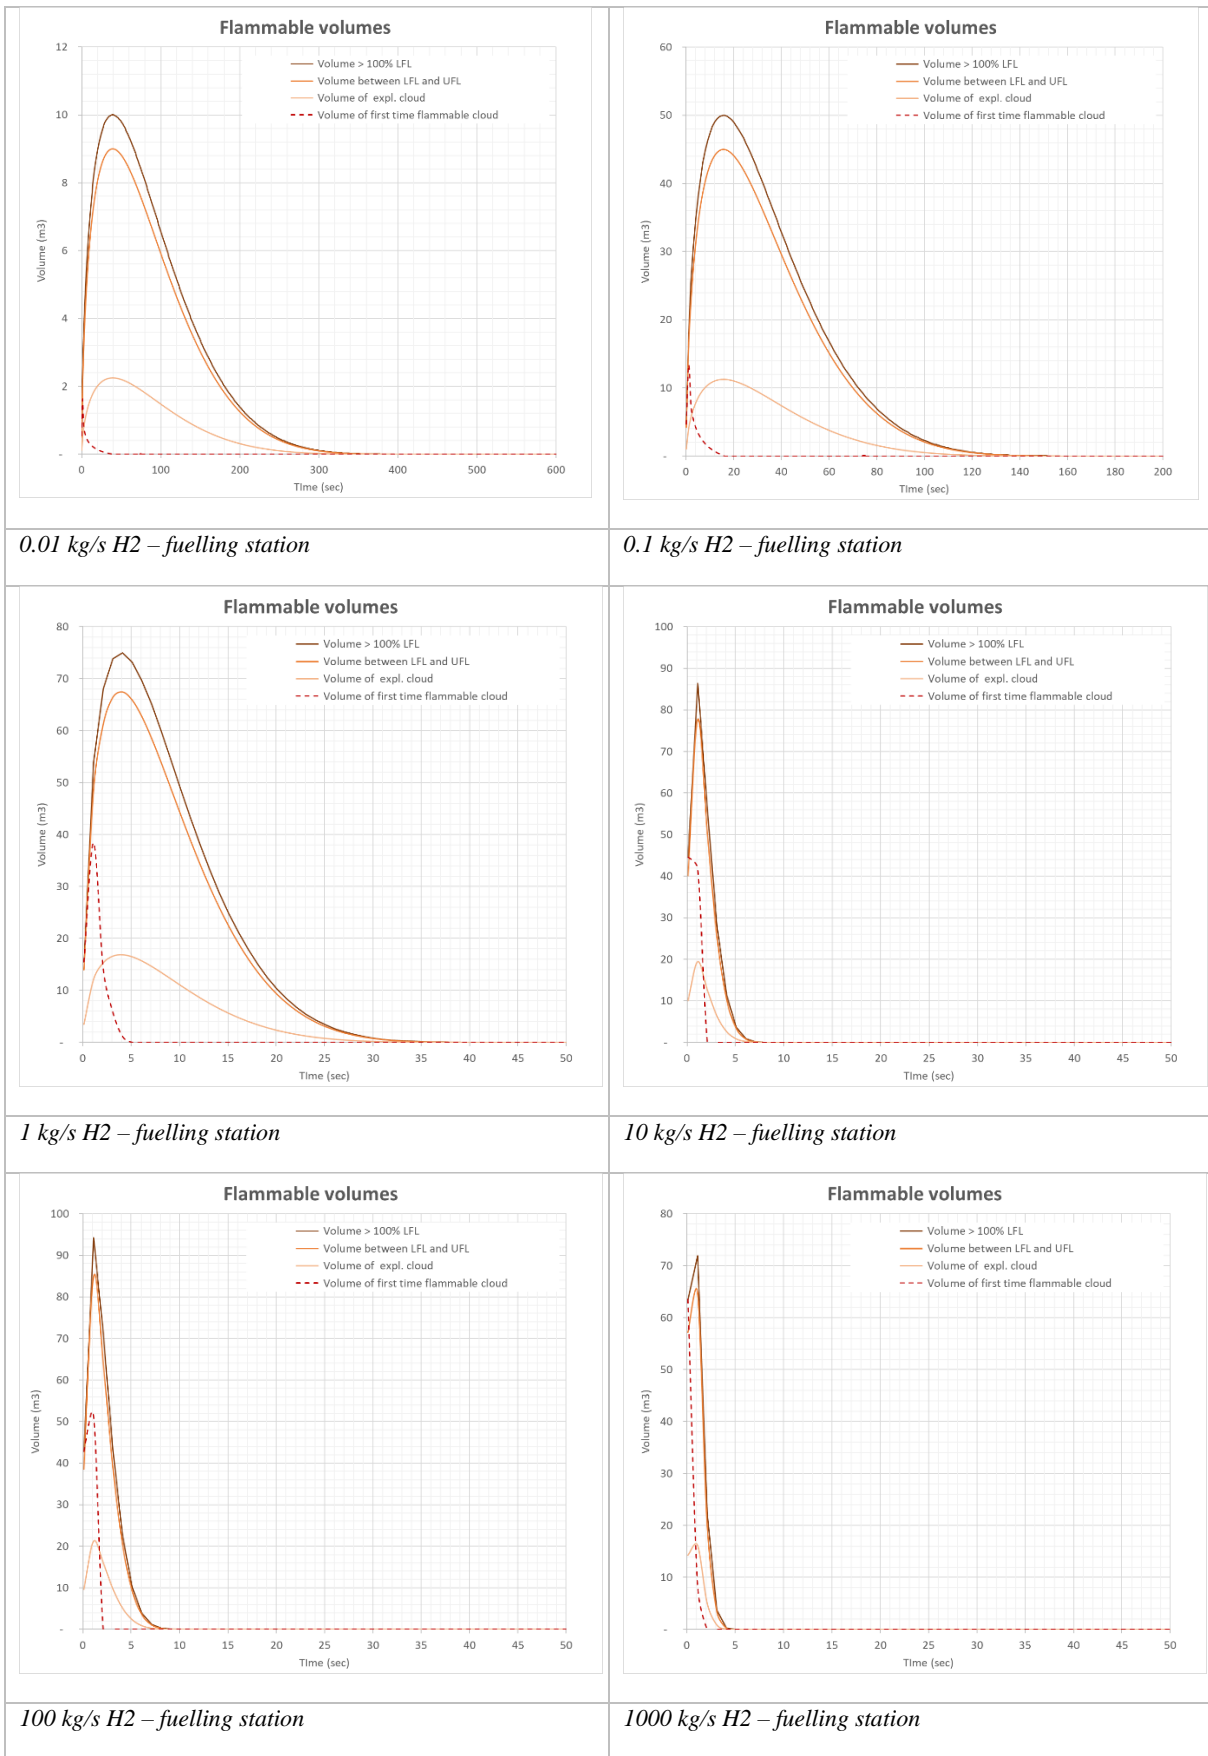 Flammable volumes
12
10
8
6
4
2
-
Volume (m3)
Volume > 100% LFL
Volume between LFL and UFL
Volume of expl. cloud
Volume of first time flammable cloud
0 100 200 300 400 500 600
TIme (sec)
0.01 kg/s H2 – fuelling station
Flammable volumes
60
50
40
30
20
10
-
Volume (m3)
Volume > 100% LFL
Volume between LFL and UFL
Volume of expl. cloud
Volume of first time flammable cloud
0 20 40 60 80 100 120 140 160 180 200
TIme (sec)
0.1 kg/s H2 – fuelling station
Flammable volumes
80
70
60
50
40
30
20
10
-
Volume (m3)
Volume > 100% LFL
Volume between LFL and UFL
Volume of expl. cloud
Volume of first time flammable cloud
0 5 10 15 20 25 30 35 40 45 50
TIme (sec)
1 kg/s H2 – fuelling station
Flammable volumes
100
90
80
70
60
50
40
30
20
10
-
Volume (m3)
Volume > 100% LFL
Volume between LFL and UFL
Volume of expl. cloud
Volume of first time flammable cloud
0 5 10 15 20 25 30 35 40 45 50
TIme (sec)
10 kg/s H2 – fuelling station
Flammable volumes
100
90
80
70
60
50
40
30
20
10
-
Volume (m3)
Volume > 100% LFL
Volume between LFL and UFL
Volume of expl. cloud
Volume of first time flammable cloud
0 5 10 15 20 25 30 35 40 45 50
TIme (sec)
100 kg/s H2 – fuelling station
Flammable volumes
80
70
60
50
40
30
20
10
-
Volume (m3)
Volume > 100% LFL
Volume between LFL and UFL
Volume of expl. cloud
Volume of first time flammable cloud
0 5 10 15 20 25 30 35 40 45 50
TIme (sec)
1000 kg/s H2 – fuelling station